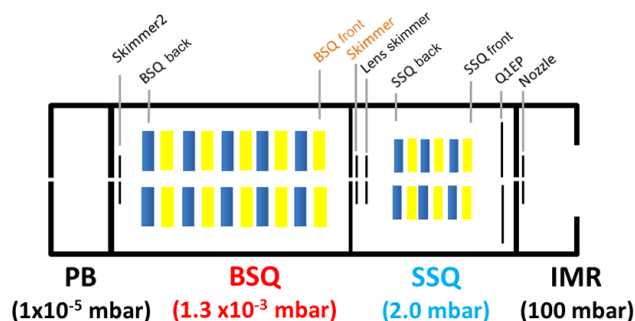 Skimmer2
BSQ back
BSQ front
Skimmer
Lens skimmer
SSQ back
SSQ front
Q1EP
Nozzle
PB
BSQ
SSQ
IMR
(1x10⁻⁵ mbar)
(1.3 x10⁻³ mbar)
(2.0 mbar)
(100 mbar)